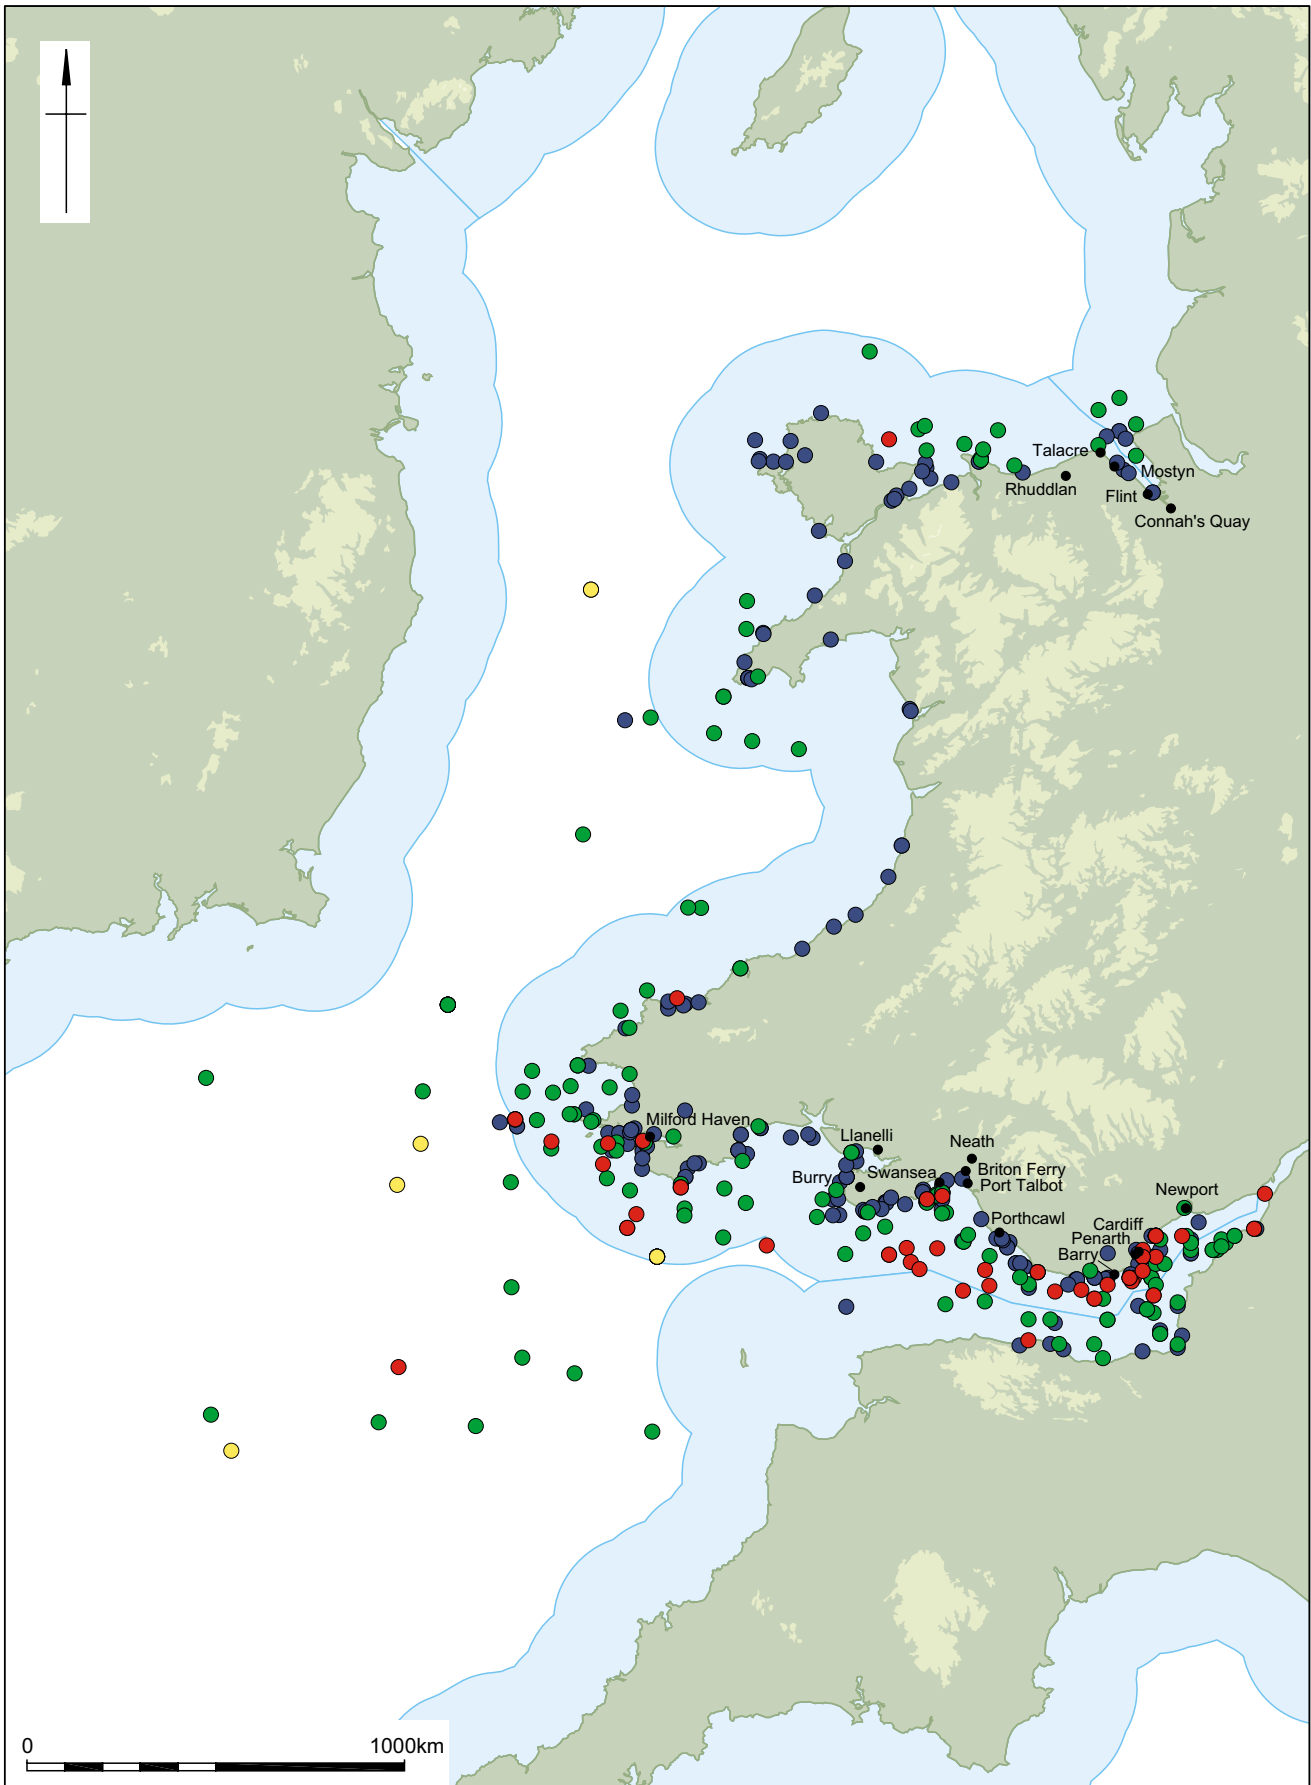 Talacre
Mostyn
Rhuddlan
Flint
Connah's Quay
Milford Haven
Llanelli
Neath
Briton Ferry
Burry
Swansea
Port Talbot
Newport
Porthcawl
Cardiff
Penarth
Barry
0
1000km